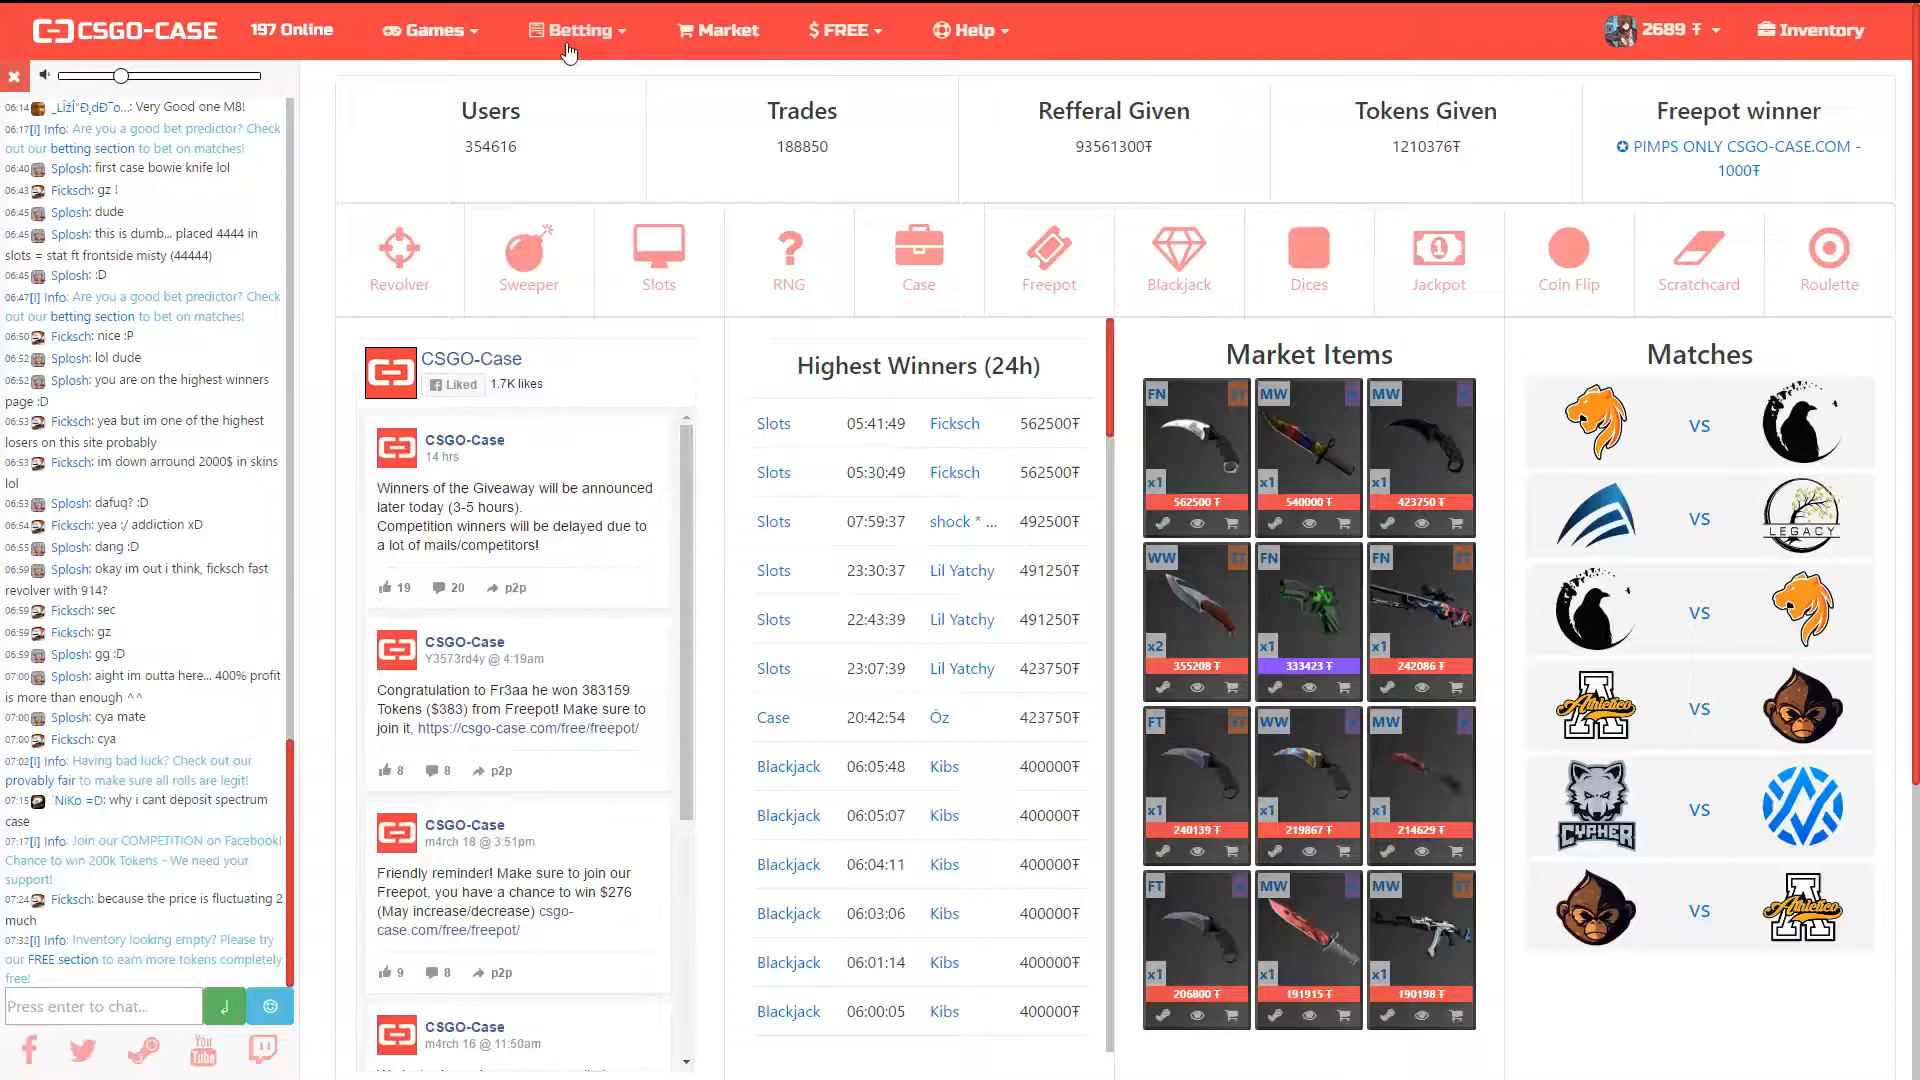 CSGO-CASE
197 Online
Games
Betting
Market
$ FREE
Help
2689 Ŧ
Inventory
06:14 : Very Good one M8!
06:17[I] Info: Are you a good bet predictor? Check
out our betting section to bet on matches!
06:40 Splosh: first case bowie knife lol
06:43 Ficksch: gz !
06:45 Splosh: dude
06:45 Splosh: this is dumb... placed 4444 in
slots = stat ft frontside misty (44444)
06:45 Splosh: :D
06:47[I] Info: Are you a good bet predictor? Check
out our betting section to bet on matches!
06:50 Ficksch: nice :P
06:52 Splosh: lol dude
06:52 Splosh: you are on the highest winners
page :D
06:53 Ficksch: yea but im one of the highest
losers on this site probably
06:53 Ficksch: im down arround 2000$ in skins
lol
06:53 Splosh: dafuq? :D
06:54 Ficksch: yea :/ addiction xD
06:55 Splosh: dang :D
06:59 Splosh: okay im out i think, ficksch fast
revolver with 914?
06:59 Ficksch: sec
06:59 Ficksch: gz
06:59 Splosh: gg :D
07:00 Splosh: aight im outta here... 400% profit
is more than enough ^^
07:00 Splosh: cya mate
07:00 Ficksch: cya
07:02[I] Info: Having bad luck? Check out our
provably fair to make sure all rolls are legit!
07:15 `NiKo =D: why i cant deposit spectrum
case
07:17[I] Info: Join our COMPETITION on Facebook!
Chance to win 200k Tokens - We need your
support!
07:24 Ficksch: because the price is fluctuating 2
much
07:32[I] Info: Inventory looking empty? Please try
our FREE section to earn more tokens completely
free!
Press enter to chat...
You
Tube
Users
354616
Trades
188850
Refferal Given
93561300Ŧ
Tokens Given
1210376Ŧ
Freepot winner
✪ PIMPS ONLY CSGO-CASE.COM -
1000Ŧ
Revolver
Sweeper
Slots
RNG
Case
Freepot
Blackjack
Dices
Jackpot
Coin Flip
Scratchcard
Roulette
CSGO-Case
Liked
1.7K likes
CSGO-Case
14 hrs
Winners of the Giveaway will be announced
later today (3-5 hours).
Competition winners will be delayed due to
a lot of mails/competitors!
19 20 p2p
CSGO-Case
Y3573rd4y @ 4:19am
Congratulation to Fr3aa he won 383159
Tokens ($383) from Freepot! Make sure to
join it, https://csgo-case.com/free/freepot/
8 8 p2p
CSGO-Case
m4rch 18 @ 3:51pm
Friendly reminder! Make sure to join our
Freepot, you have a chance to win $276
(May increase/decrease) csgo-
case.com/free/freepot/
9 8 p2p
CSGO-Case
m4rch 16 @ 11:50am
Highest Winners (24h)
Slots 05:41:49 Ficksch 562500Ŧ
Slots 05:30:49 Ficksch 562500Ŧ
Slots 07:59:37 shock * ... 492500Ŧ
Slots 23:30:37 Lil Yatchy 491250Ŧ
Slots 22:43:39 Lil Yatchy 491250Ŧ
Slots 23:07:39 Lil Yatchy 423750Ŧ
Case 20:42:54 Ôz 423750Ŧ
Blackjack 06:05:48 Kibs 400000Ŧ
Blackjack 06:05:07 Kibs 400000Ŧ
Blackjack 06:04:11 Kibs 400000Ŧ
Blackjack 06:03:06 Kibs 400000Ŧ
Blackjack 06:01:14 Kibs 400000Ŧ
Blackjack 06:00:05 Kibs 400000Ŧ
Market Items
FN ST MW ★ MW ★
x1 x1 x1
562500 Ŧ 540000 Ŧ 423750 Ŧ
WW ST FN FN ST
x2 x1 x1
355208 Ŧ 333423 Ŧ 242086 Ŧ
FT ★ WW ★ MW ★
x1 x1 x1
240139 Ŧ 219867 Ŧ 214629 Ŧ
FT ★ MW ★ MW ST
x1 x1 x1
206800 Ŧ 191915 Ŧ 190198 Ŧ
Matches
VS
VS
LEGACY
VS
Athletico
VS
CYPHER
VS
VS
Athletico